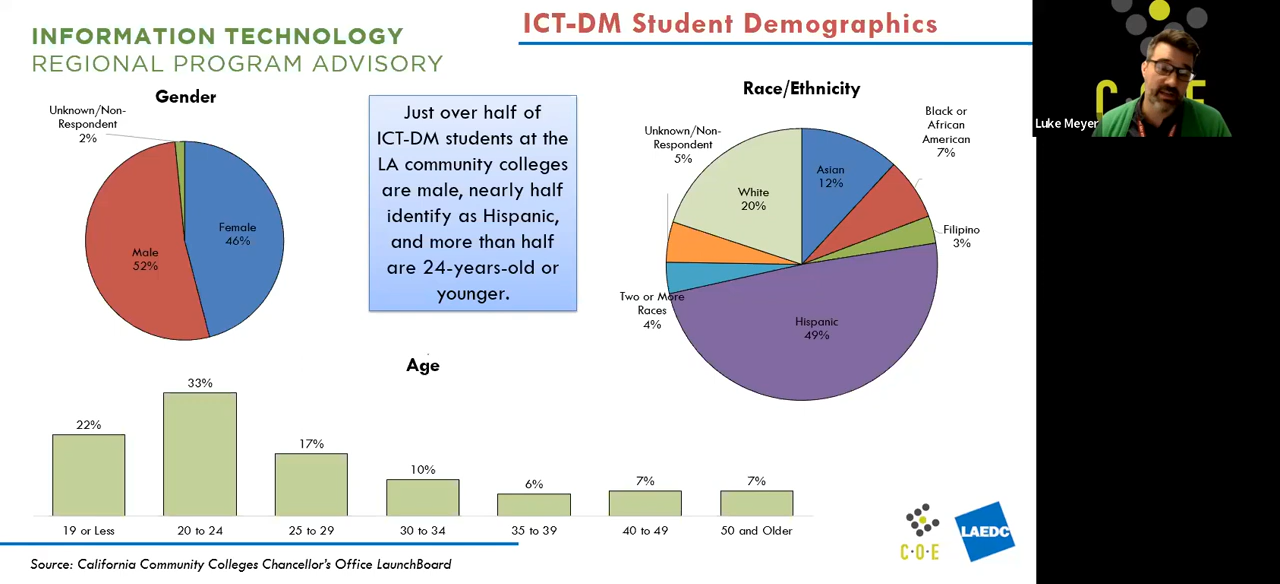 INFORMATION TECHNOLOGY
REGIONAL PROGRAM ADVISORY
ICT-DM Student Demographics
Gender
Unknown/Non-
Respondent
2%
Female
46%
Male
52%
Just over half of
ICT-DM students at the
LA community colleges
are male, nearly half
identify as Hispanic,
and more than half
are 24-years-old or
younger.
Race/Ethnicity
Unknown/Non-
Respondent
5%
White
20%
Asian
12%
Black or
African
American
7%
Filipino
3%
Two or More
Races
4%
Hispanic
49%
Age
22%
33%
17%
10%
6%
7%
7%
19 or Less
20 to 24
25 to 29
30 to 34
35 to 39
40 to 49
50 and Older
Source: California Community Colleges Chancellor's Office LaunchBoard
C·O·E
LAEDC
C O E
Luke Meyer